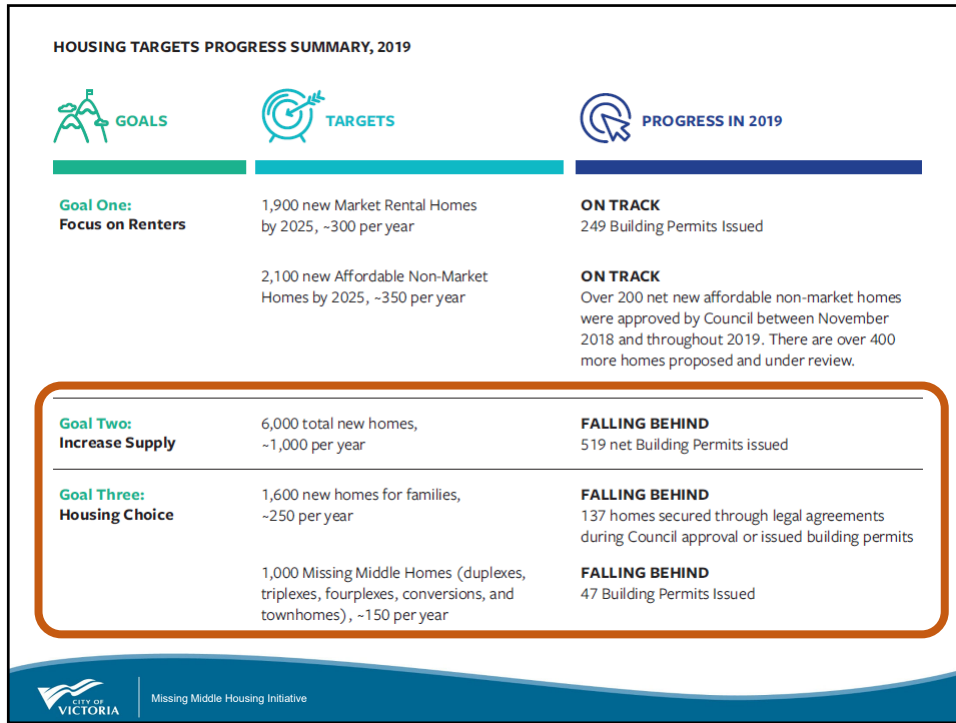 HOUSING TARGETS PROGRESS SUMMARY, 2019
GOALS
TARGETS
PROGRESS IN 2019
Goal One:
Focus on Renters
1,900 new Market Rental Homes
by 2025, ~300 per year
ON TRACK
249 Building Permits Issued
2,100 new Affordable Non-Market
Homes by 2025, ~350 per year
ON TRACK
Over 200 net new affordable non-market homes
were approved by Council between November
2018 and throughout 2019. There are over 400
more homes proposed and under review.
Goal Two:
Increase Supply
6,000 total new homes,
~1,000 per year
FALLING BEHIND
519 net Building Permits issued
Goal Three:
Housing Choice
1,600 new homes for families,
~250 per year
FALLING BEHIND
137 homes secured through legal agreements
during Council approval or issued building permits
1,000 Missing Middle Homes (duplexes,
triplexes, fourplexes, conversions, and
townhomes), ~150 per year
FALLING BEHIND
47 Building Permits Issued
CITY OF
VICTORIA
Missing Middle Housing Initiative